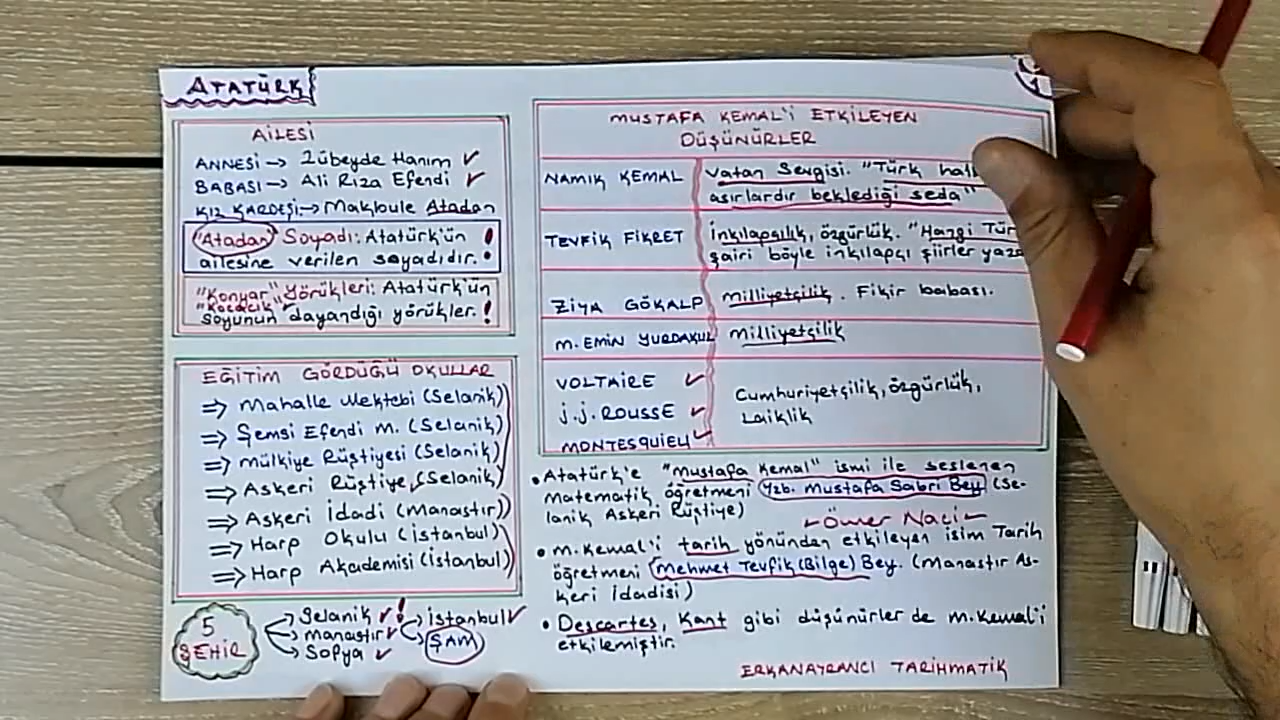 ATATÜRK
AİLESİ
ANNESİ → Zübeyde Hanım ✓
BABASI → Ali Rıza Efendi ✓
KIZ KARDEŞİ → Makbule Atadan
"Atadan" Soyadı: Atatürk'ün
ailesine verilen soyadıdır. !
"Konyar" Yörükleri: Atatürk'ün
"Kocacık"
soyunun dayandığı yörükler. !
EĞİTİM GÖRDÜĞÜ OKULLAR
⇒ Mahalle Mektebi (Selanik)
⇒ Şemsi Efendi M. (Selanik)
⇒ Mülkiye Rüştiyesi (Selanik)
⇒ Askeri Rüştiye (Selanik)
⇒ Askeri İdadi (Manastır)
⇒ Harp Okulu (İstanbul)
⇒ Harp Akademisi (İstanbul)
5
ŞEHİR
Selanik ✓ !
Manastır ✓
Sofya ✓
İstanbul ✓
ŞAM
MUSTAFA KEMAL'İ ETKİLEYEN
DÜŞÜNÜRLER
NAMIK KEMAL
Vatan Sevgisi. "Türk
asırlardır beklediği seda"
TEVFİK FİKRET
İnkılapçılık, özgürlük. "Hangi
şairi böyle inkılapçı şiirler
ZİYA GÖKALP
Milliyetçilik. Fikir babası.
M. EMİN YURDAKUL
Milliyetçilik
VOLTAIRE ✓
J.J. ROUSSE ✓
MONTESQUIEU ✓
Cumhuriyetçilik, özgürlük,
Laiklik
• Atatürk'e "Mustafa Kemal" ismi ile seslenen
Matematik öğretmeni Yzb. Mustafa Sabri Bey (Se-
lanik Askeri Rüştiye)
Ömer Naci
• M. Kemal'i tarih yönünden etkileyen isim Tarih
öğretmeni Mehmet Tevfik (Bilge) Bey. (Manastır As-
keri İdadisi)
• Descartes, Kant gibi düşünürler de M. Kemal'i
etkilemiştir.
ERKANAYRANCI TARİHMATİK